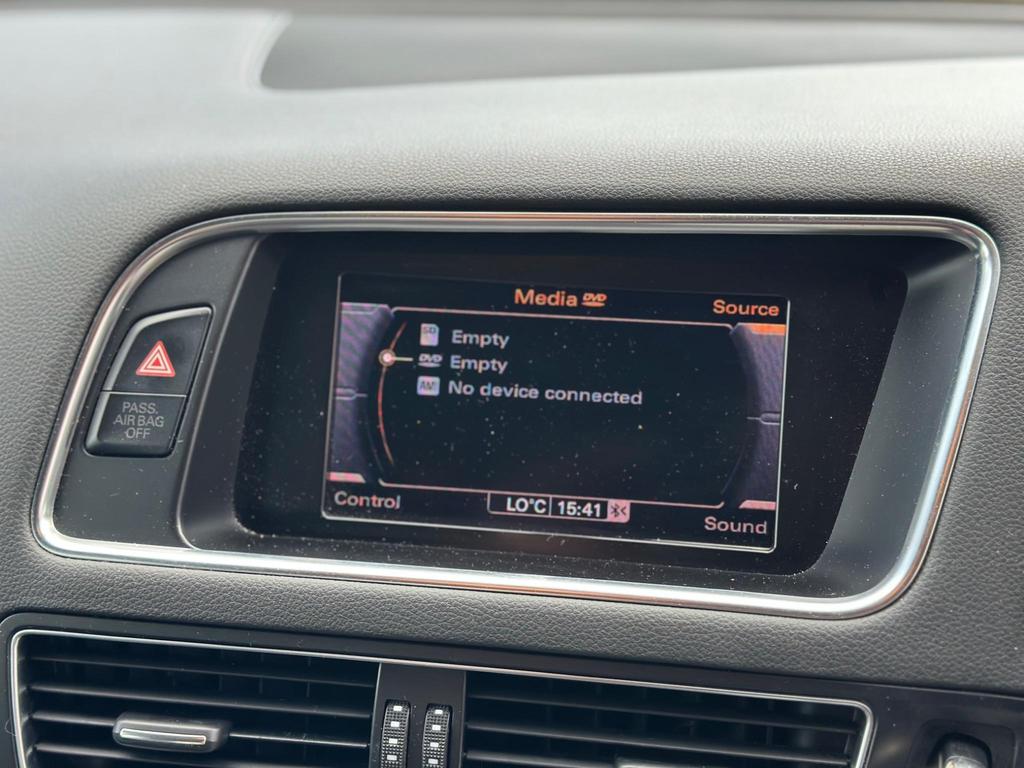 Media DVD
Source
SD Empty
DVD Empty
AMI No device connected
PASS.
AIR BAG
OFF
Control
LO°C 15:41
Sound